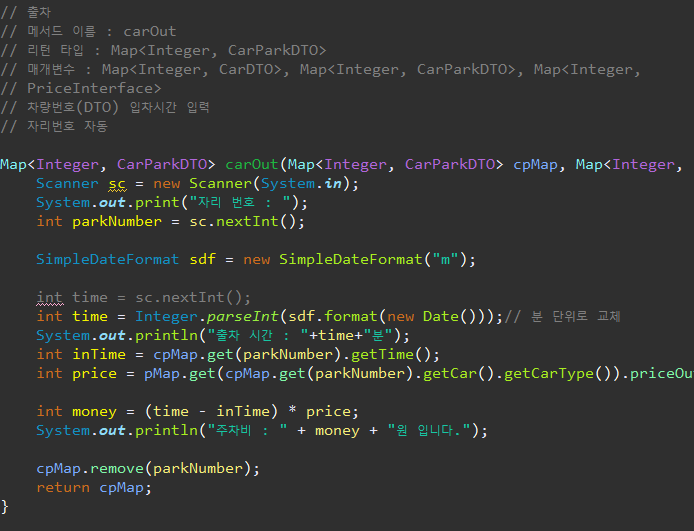 // 출차
// 메서드 이름 : carOut
// 리턴 타입 : Map<Integer, CarParkDTO>
// 매개변수 : Map<Integer, CarDTO>, Map<Integer, CarParkDTO>, Map<Integer,
// PriceInterface>
// 차량번호(DTO) 입차시간 입력
// 자리번호 자동
Map<Integer, CarParkDTO> carOut(Map<Integer, CarParkDTO> cpMap, Map<Integer,
Scanner sc = new Scanner(System.in);
System.out.print("자리 번호 : ");
int parkNumber = sc.nextInt();
SimpleDateFormat sdf = new SimpleDateFormat("m");
int time = sc.nextInt();
int time = Integer.parseInt(sdf.format(new Date()));// 분 단위로 교체
System.out.println("출차 시간 : "+time+"분");
int inTime = cpMap.get(parkNumber).getTime();
int price = pMap.get(cpMap.get(parkNumber).getCar().getCarType()).priceOu
int money = (time - inTime) * price;
System.out.println("주차비 : " + money + "원 입니다.");
cpMap.remove(parkNumber);
return cpMap;
}